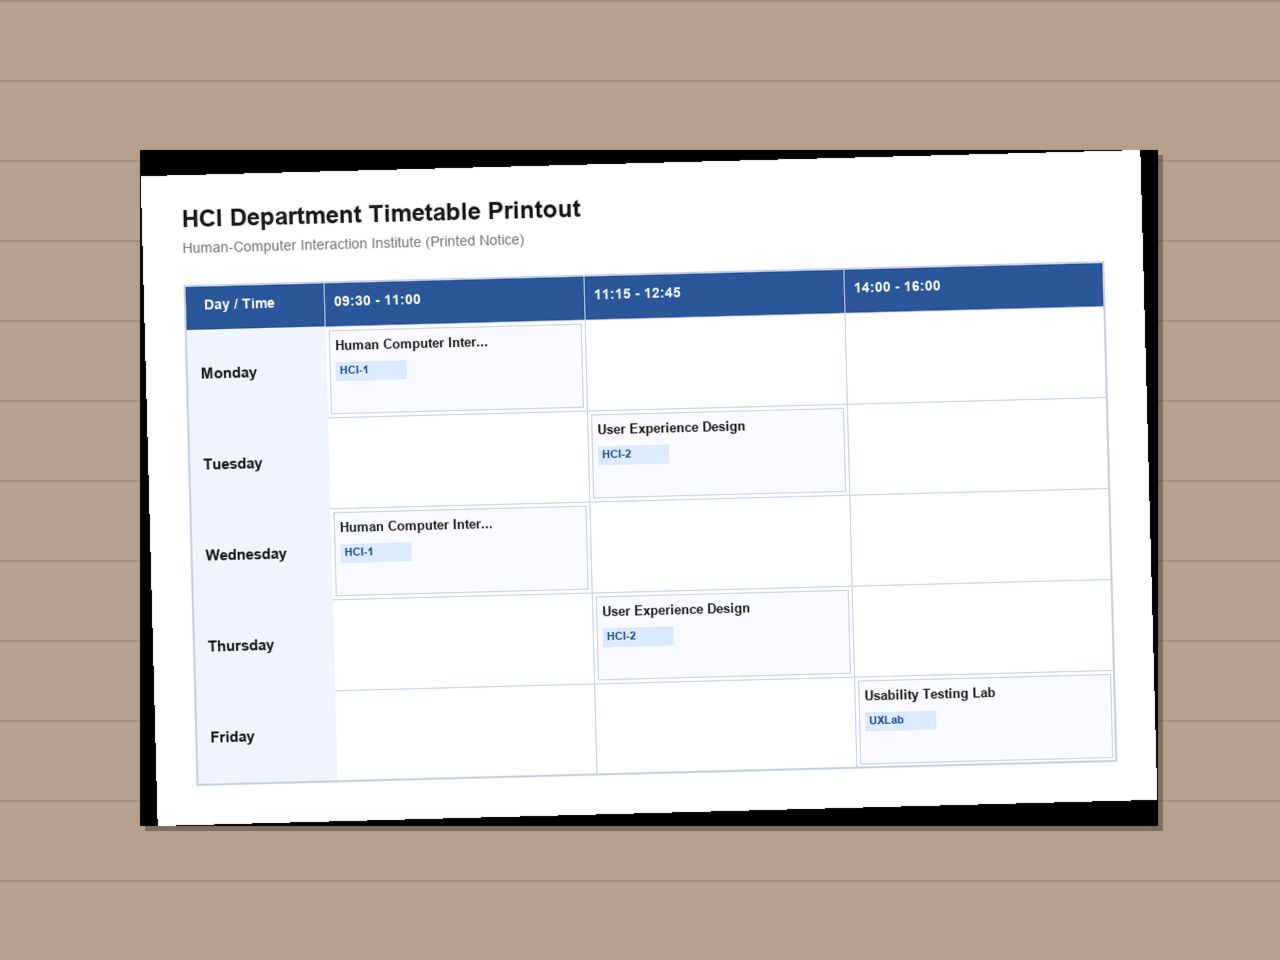 HCI Department Timetable Printout
Human-Computer Interaction Institute (Printed Notice)
Day / Time 09:30 - 11:00 11:15 - 12:45 14:00 - 16:00
Monday Human Computer Inter...
HCI-1
Tuesday User Experience Design
HCI-2
Wednesday Human Computer Inter...
HCI-1
Thursday User Experience Design
HCI-2
Friday Usability Testing Lab
UXLab